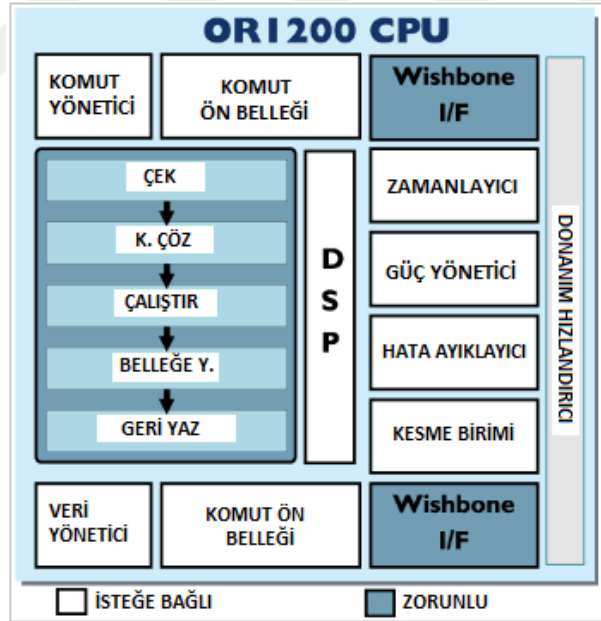 OR1200 CPU
KOMUT
YÖNETİCİ
KOMUT
ÖN BELLEĞİ
Wishbone
I/F
ÇEK
K. ÇÖZ
ÇALIŞTIR
BELLEĞE Y.
GERİ YAZ
D
S
P
ZAMANLAYICI
GÜÇ YÖNETİCİ
HATA AYIKLAYICI
KESME BİRİMİ
DONANIM HIZLANDIRICI
VERİ
YÖNETİCİ
KOMUT ÖN
BELLEĞİ
Wishbone
I/F
İSTEĞE BAĞLI
ZORUNLU